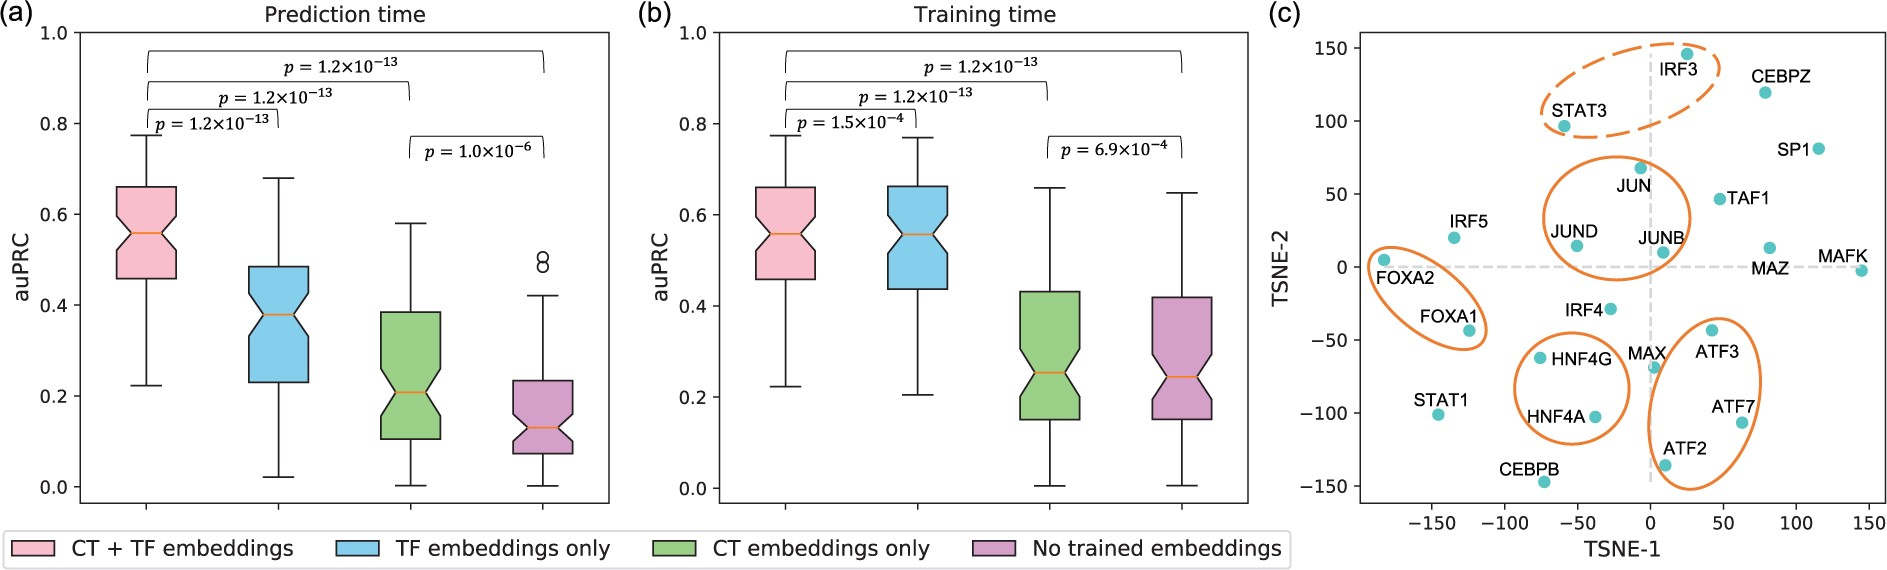 (a)
Prediction time
1.0
0.8
0.6
0.4
0.2
0.0
auPRC
p = 1.2×10⁻¹³
p = 1.2×10⁻¹³
p = 1.2×10⁻¹³
p = 1.0×10⁻⁶
(b)
Training time
1.0
0.8
0.6
0.4
0.2
0.0
auPRC
p = 1.2×10⁻¹³
p = 1.2×10⁻¹³
p = 1.5×10⁻⁴
p = 6.9×10⁻⁴
CT + TF embeddings
TF embeddings only
CT embeddings only
No trained embeddings
(c)
150
100
50
0
−50
−100
−150
TSNE-2
IRF3
CEBPZ
STAT3
SP1
JUN
TAF1
IRF5
JUND
JUNB
MAZ
MAFK
FOXA2
FOXA1
IRF4
HNF4G
MAX
ATF3
STAT1
HNF4A
ATF7
ATF2
CEBPB
−150
−100
−50
0
50
100
150
TSNE-1